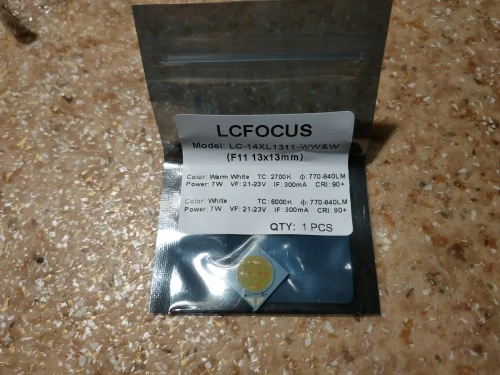 LCFOCUS
Model: LC-14XL1311-WW&W
(F11 13x13mm)
Color: Warm White TC: 2700K ф: 770-840LM
Power: 7W VF: 21-23V IF: 300mA CRI: 90+
Color: White TC: 6000K ф: 770-840LM
Power: 7W VF: 21-23V IF: 300mA CRI: 90+
QTY: 1 PCS